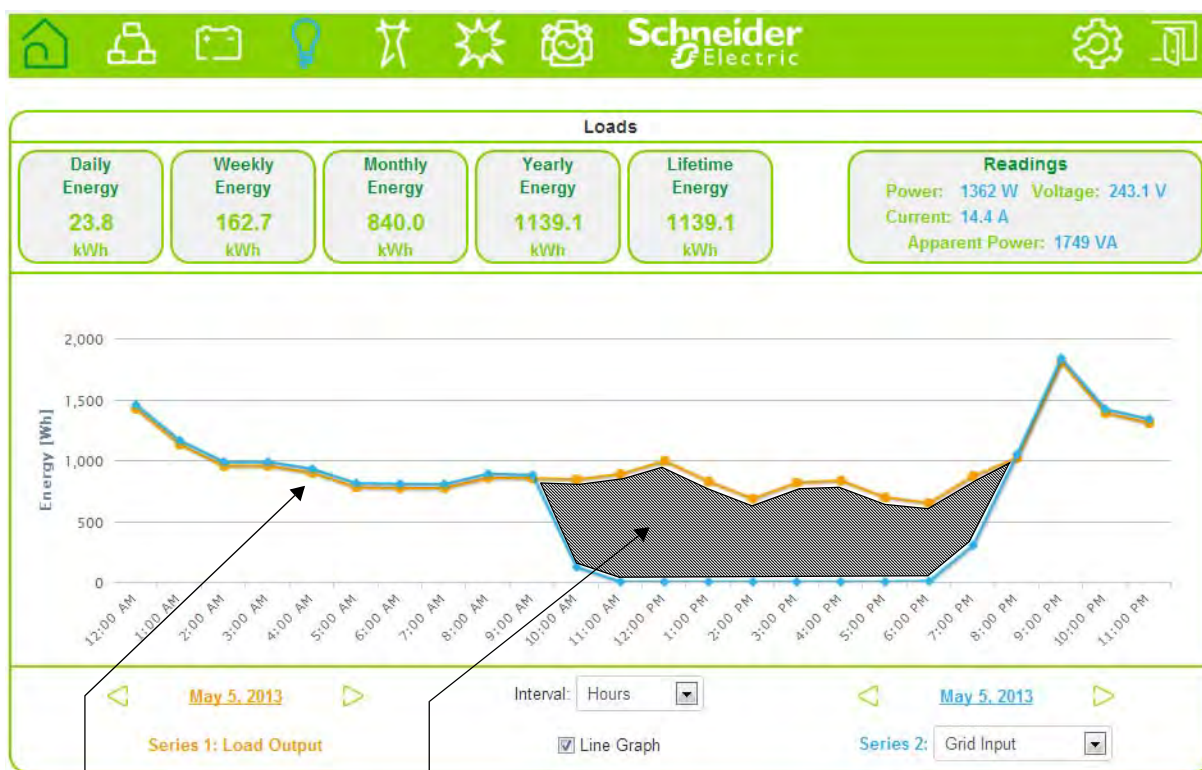 Schneider
Electric
Loads
Daily
Energy
23.8
kWh
Weekly
Energy
162.7
kWh
Monthly
Energy
840.0
kWh
Yearly
Energy
1139.1
kWh
Lifetime
Energy
1139.1
kWh
Readings
Power: 1362 W Voltage: 243.1 V
Current: 14.4 A
Apparent Power: 1749 VA
Energy [Wh]
2,000
1,500
1,000
500
0
12:00 AM
1:00 AM
2:00 AM
3:00 AM
4:00 AM
5:00 AM
6:00 AM
7:00 AM
8:00 AM
9:00 AM
10:00 AM
11:00 AM
12:00 PM
1:00 PM
2:00 PM
3:00 PM
4:00 PM
5:00 PM
6:00 PM
7:00 PM
8:00 PM
9:00 PM
10:00 PM
11:00 PM
May 5, 2013
Interval: Hours
May 5, 2013
Series 1: Load Output
Line Graph
Series 2: Grid Input